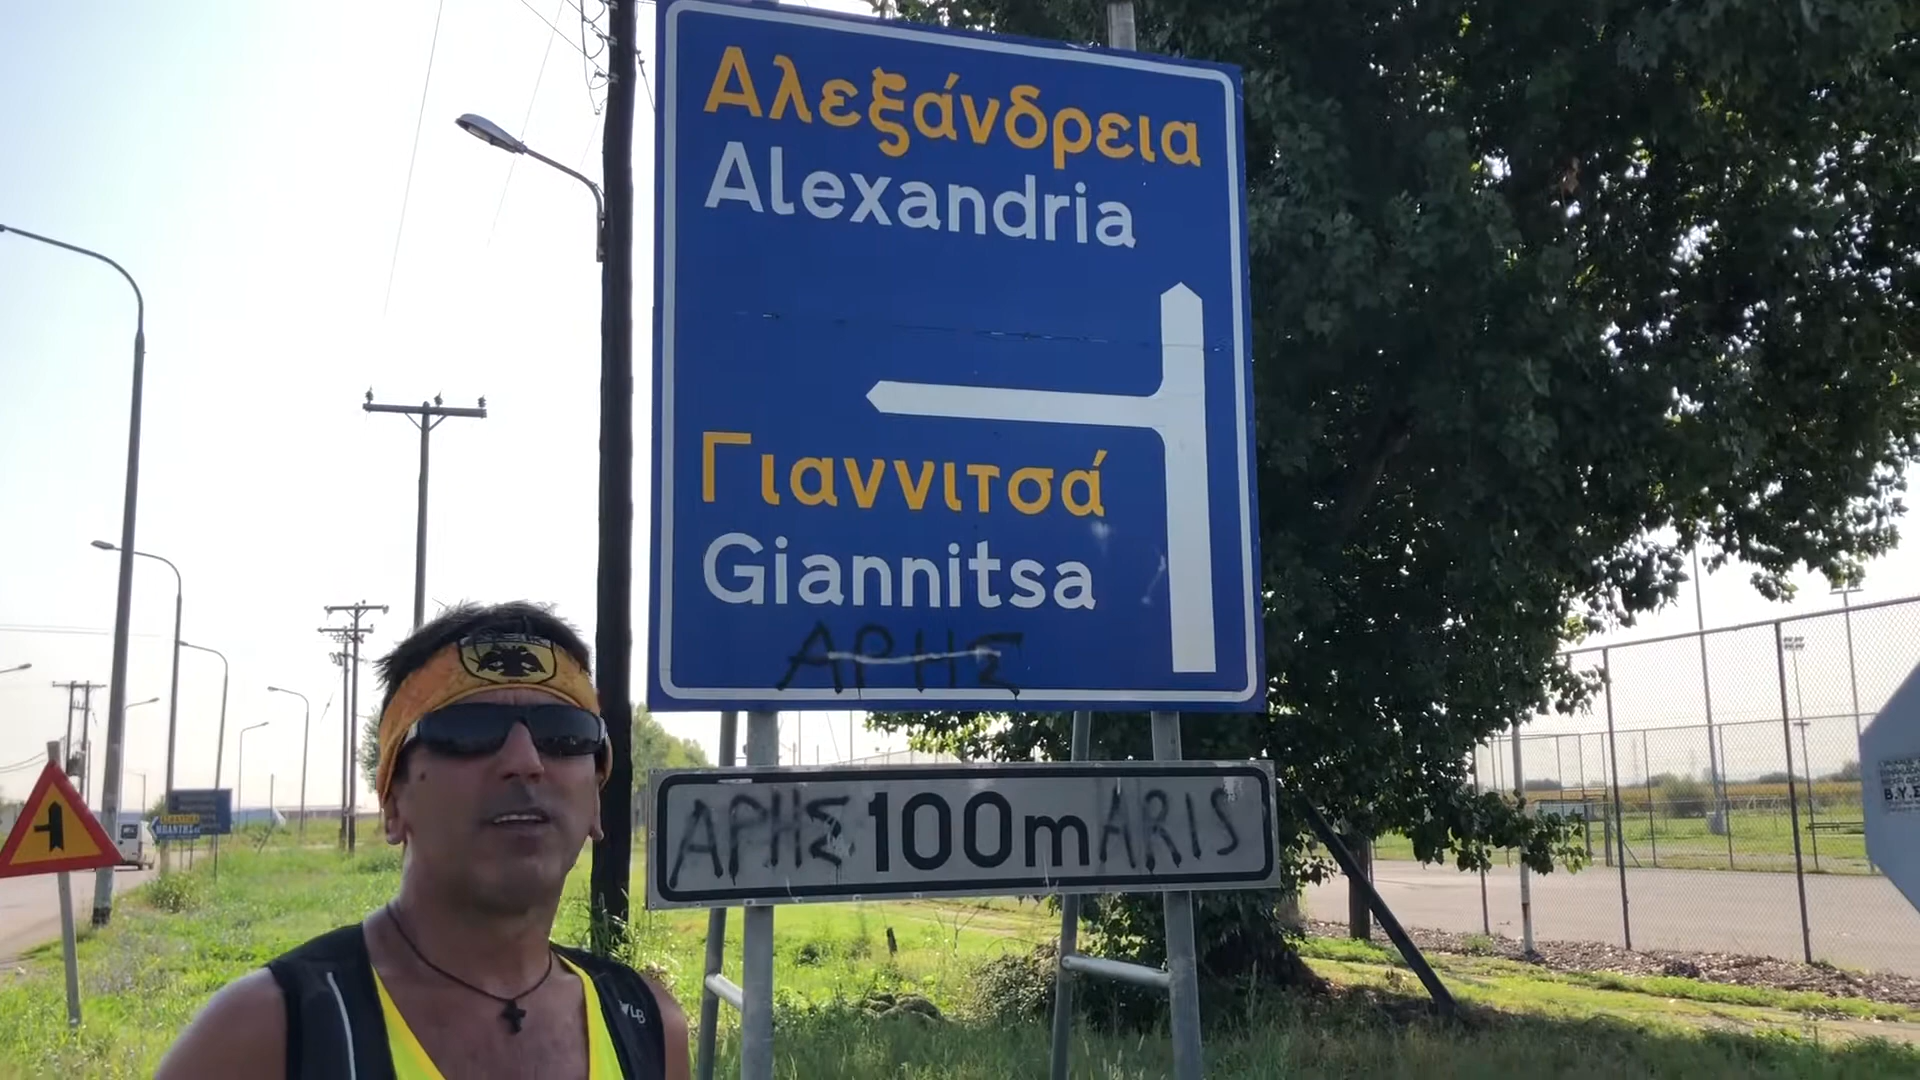 Αλεξάνδρεια
Alexandria
Γιαννιτσά
Giannitsa
ΑΡΗΣ
ΑΡΗΣ 100m ARIS